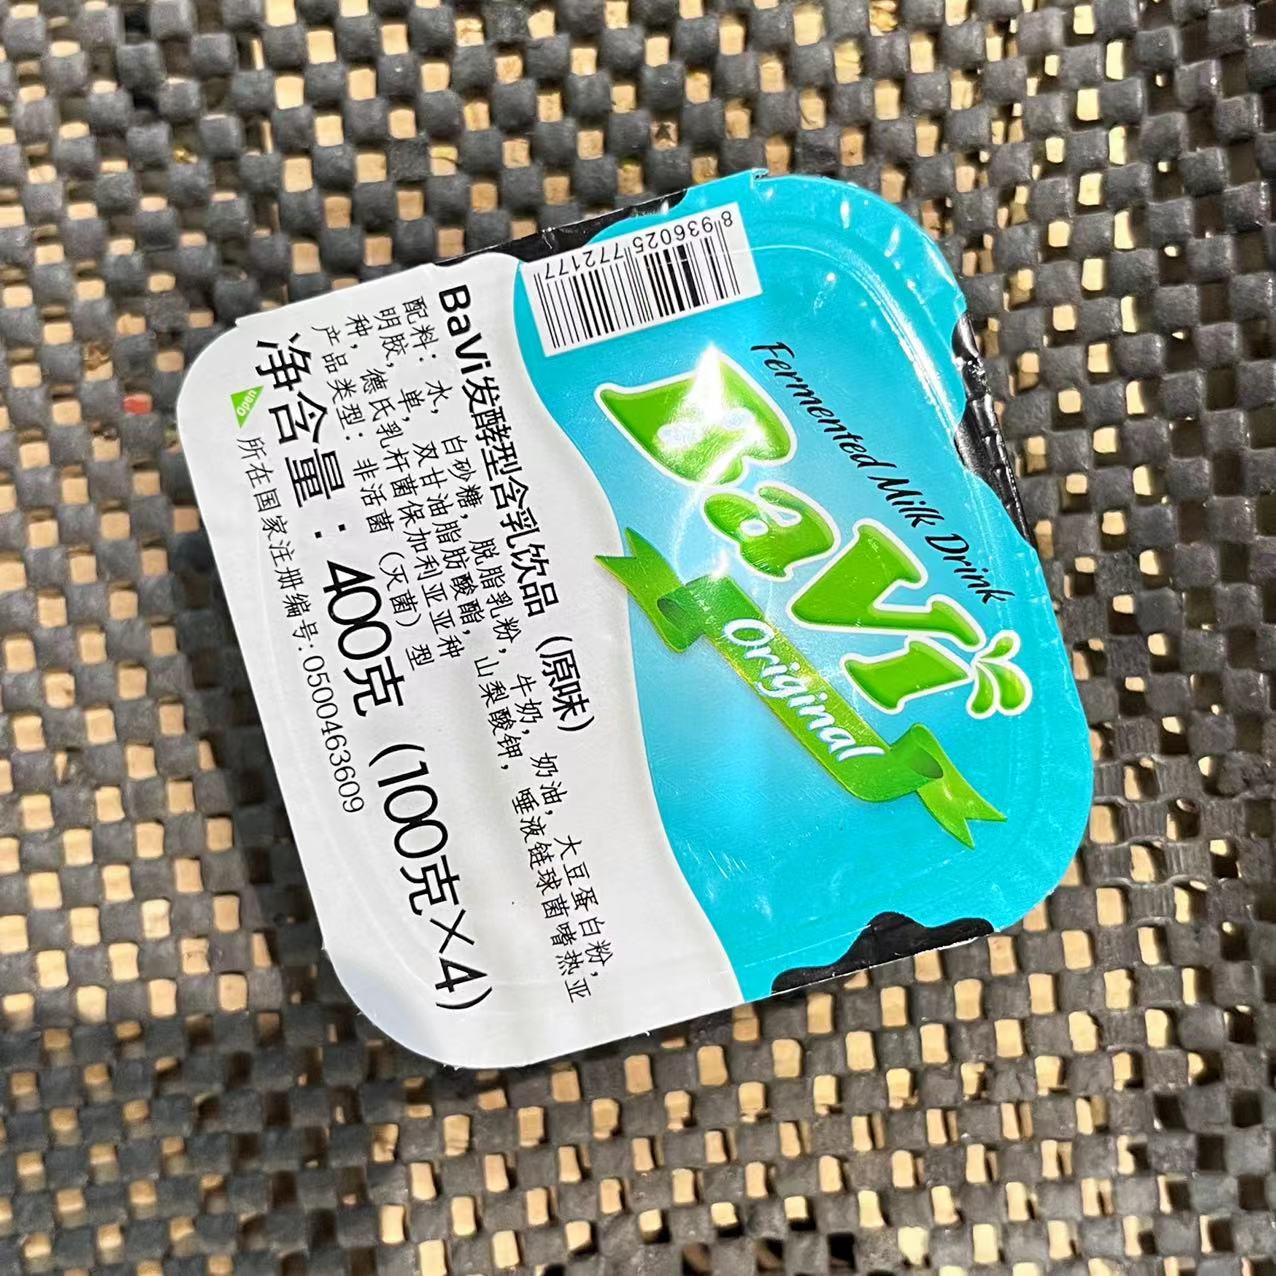 Fermented Milk Drink
BaVi
Original
8 936025 772177
BaVi发酵型含乳饮品（原味）
配料：水，白砂糖，脱脂乳粉，牛奶，奶油，大豆蛋白粉，
明胶，单，双甘油脂肪酸酯，山梨酸钾，唾液链球菌嗜热亚
种，德氏乳杆菌保加利亚亚种
产品类型：非活菌（灭菌）型
净含量：400克（100克×4）
Open
所在国家注册编号：0500463609